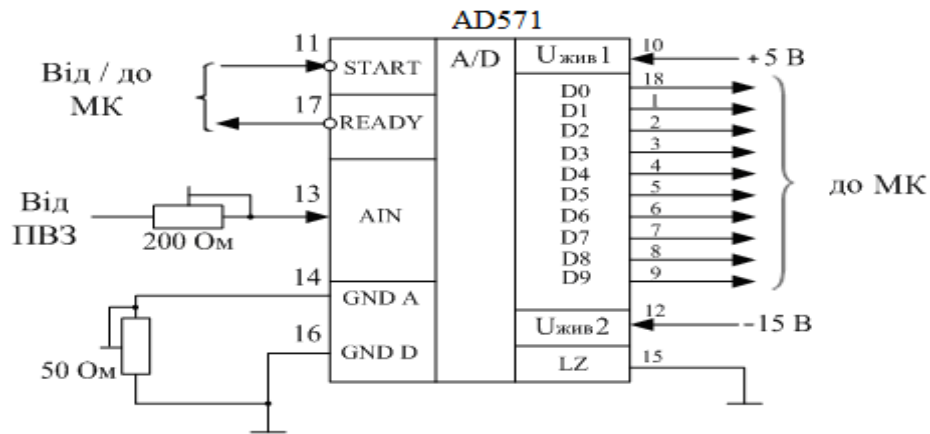 AD571
Від / до
МК
11
17
START
READY
A/D
Uжив1
10
+5 В
D0
18
D1
1
D2
2
D3
3
D4
4
D5
5
D6
6
D7
7
D8
8
D9
9
до МК
Від
ПВЗ
200 Ом
13
AIN
14
GND A
16
GND D
50 Ом
Uжив2
12
–15 В
LZ
15